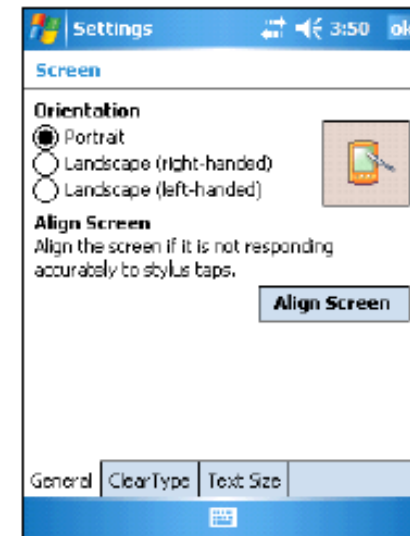 Settings 3:50 ok
Screen
Orientation
Portrait
Landscape (right-handed)
Landscape (left-handed)
Align Screen
Align the screen if it is not responding
accurately to stylus taps.
Align Screen
General ClearType Text Size